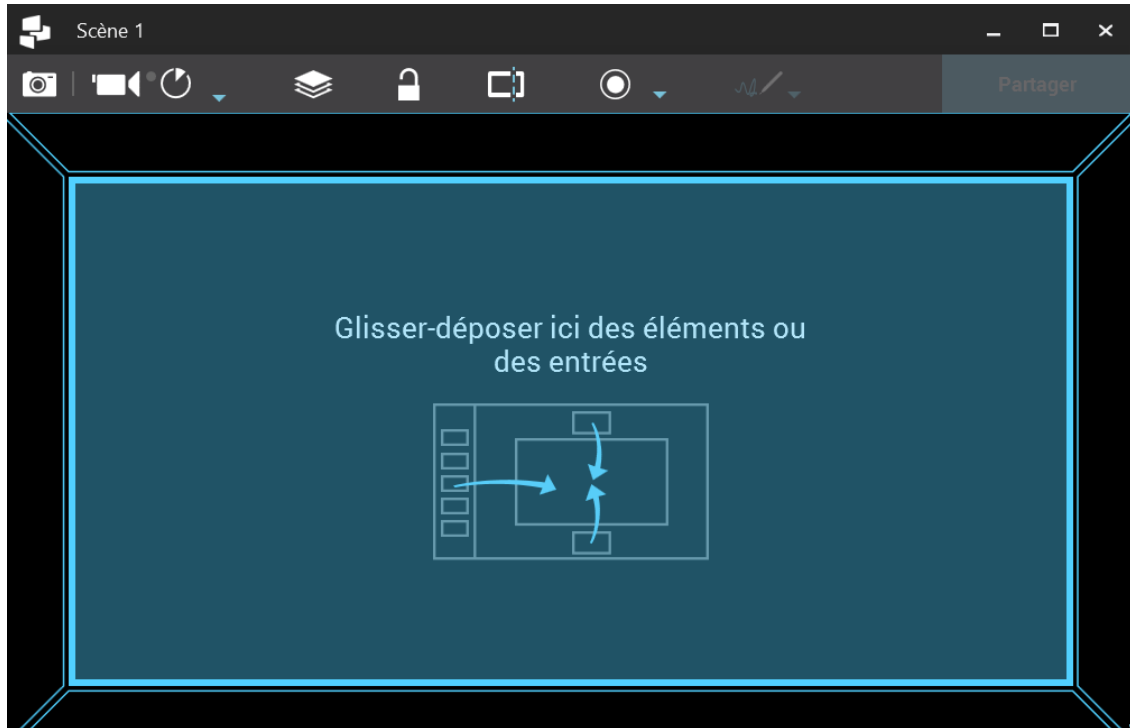 Scène 1
Partager
Glisser-déposer ici des éléments ou
des entrées